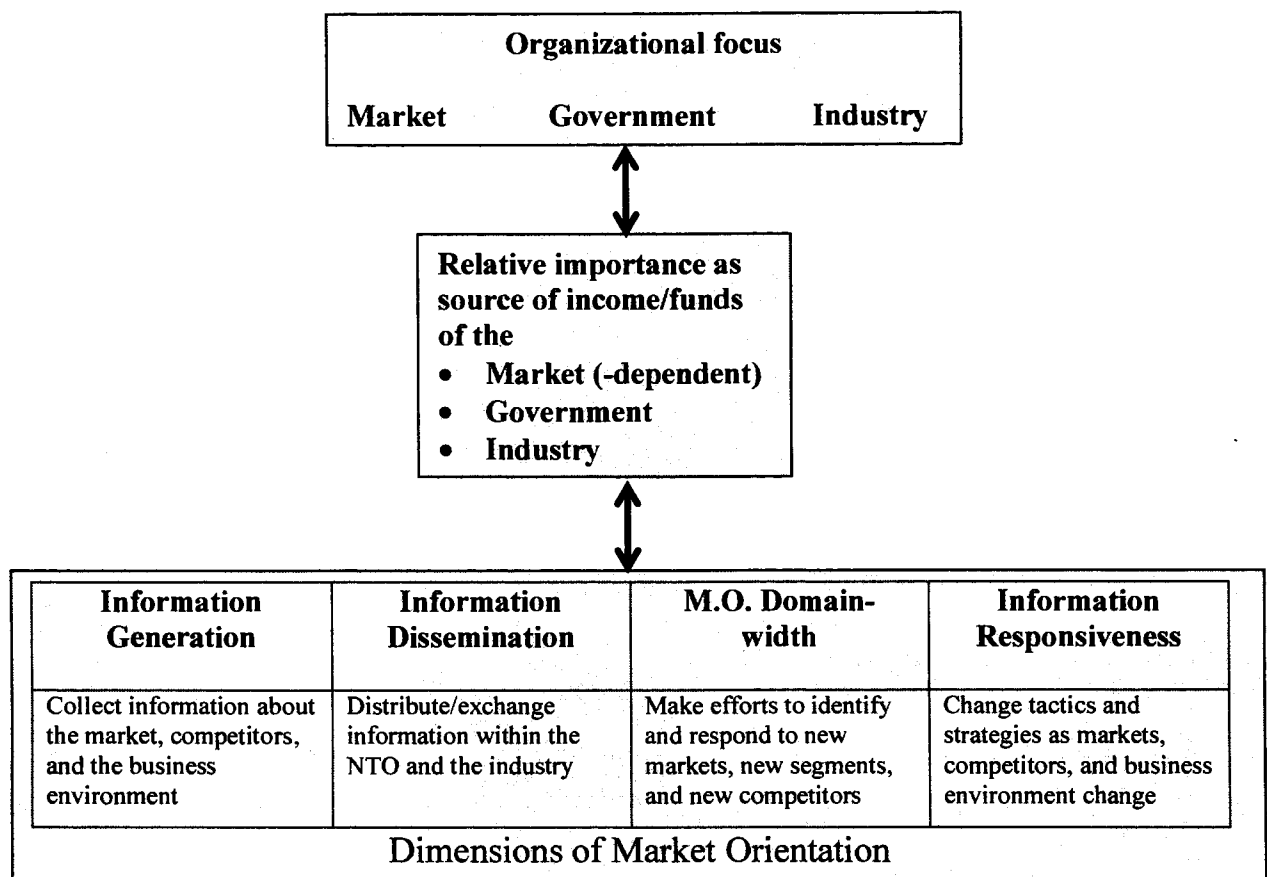 Organizational focus
Market Government Industry
Relative importance as
source of income/funds
of the
• Market (-dependent)
• Government
• Industry
Information
Generation
Information
Dissemination
M.O. Domain-
width
Information
Responsiveness
Collect information about
the market, competitors,
and the business
environment
Distribute/exchange
information within the
NTO and the industry
Make efforts to identify
and respond to new
markets, new segments,
and new competitors
Change tactics and
strategies as markets,
competitors, and business
environment change
Dimensions of Market Orientation